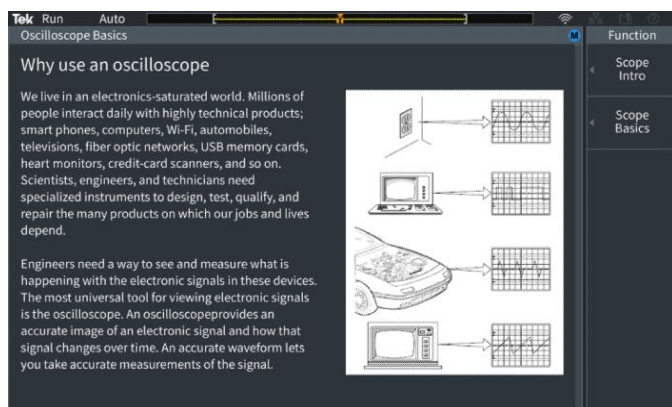 Tek Run Auto
Oscilloscope Basics
M
Function
Why use an oscilloscope
Scope
Intro
Scope
Basics
We live in an electronics-saturated world. Millions of
people interact daily with highly technical products;
smart phones, computers, Wi-Fi, automobiles,
televisions, fiber optic networks, USB memory cards,
heart monitors, credit-card scanners, and so on.
Scientists, engineers, and technicians need
specialized instruments to design, test, qualify, and
repair the many products on which our jobs and lives
depend.
Engineers need a way to see and measure what is
happening with the electronic signals in these devices.
The most universal tool for viewing electronic signals
is the oscilloscope. An oscilloscopeprovides an
accurate image of an electronic signal and how that
signal changes over time. An accurate waveform lets
you take accurate measurements of the signal.